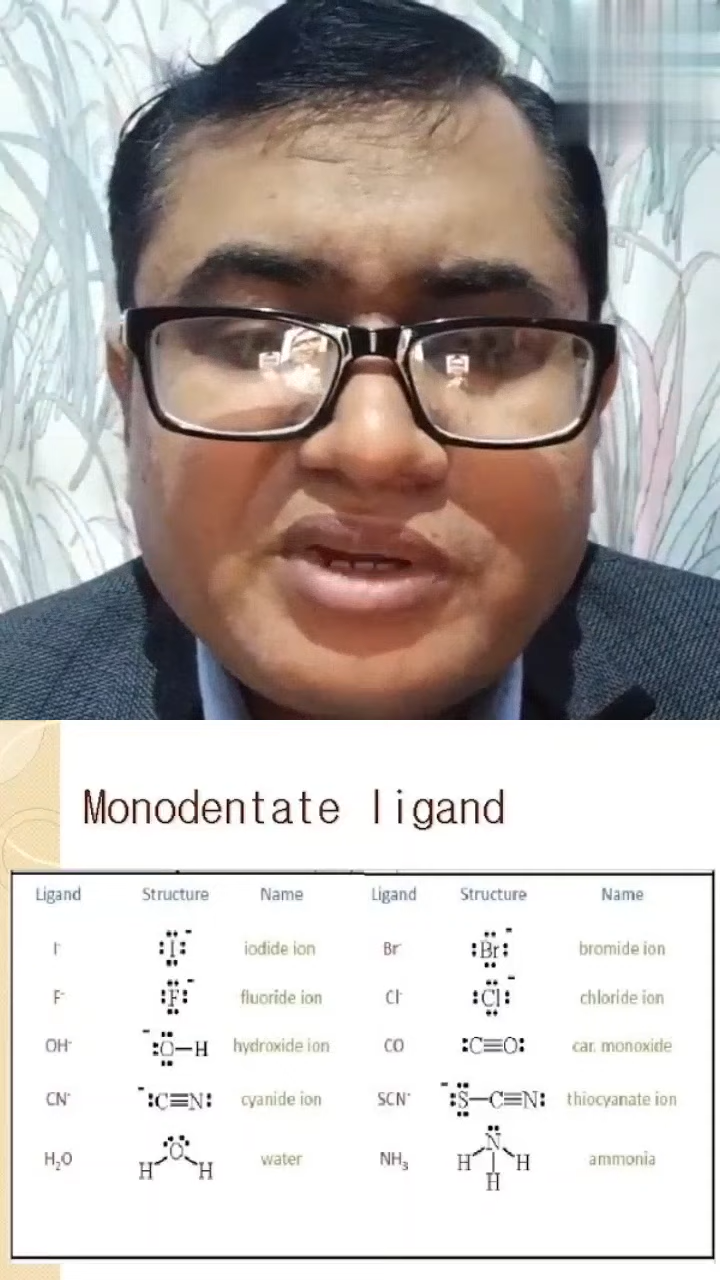 Monodentate ligand
Ligand Structure Name Ligand Structure Name
I⁻ :I:⁻ iodide ion Br⁻ :Br:⁻ bromide ion
F⁻ :F:⁻ fluoride ion Cl⁻ :Cl:⁻ chloride ion
OH⁻ ⁻:O—H hydroxide ion CO :C≡O: car. monoxide
CN⁻ ⁻:C≡N: cyanide ion SCN⁻ ⁻:S—C≡N: thiocyanate ion
H₂O H O H water NH₃ H N H H ammonia